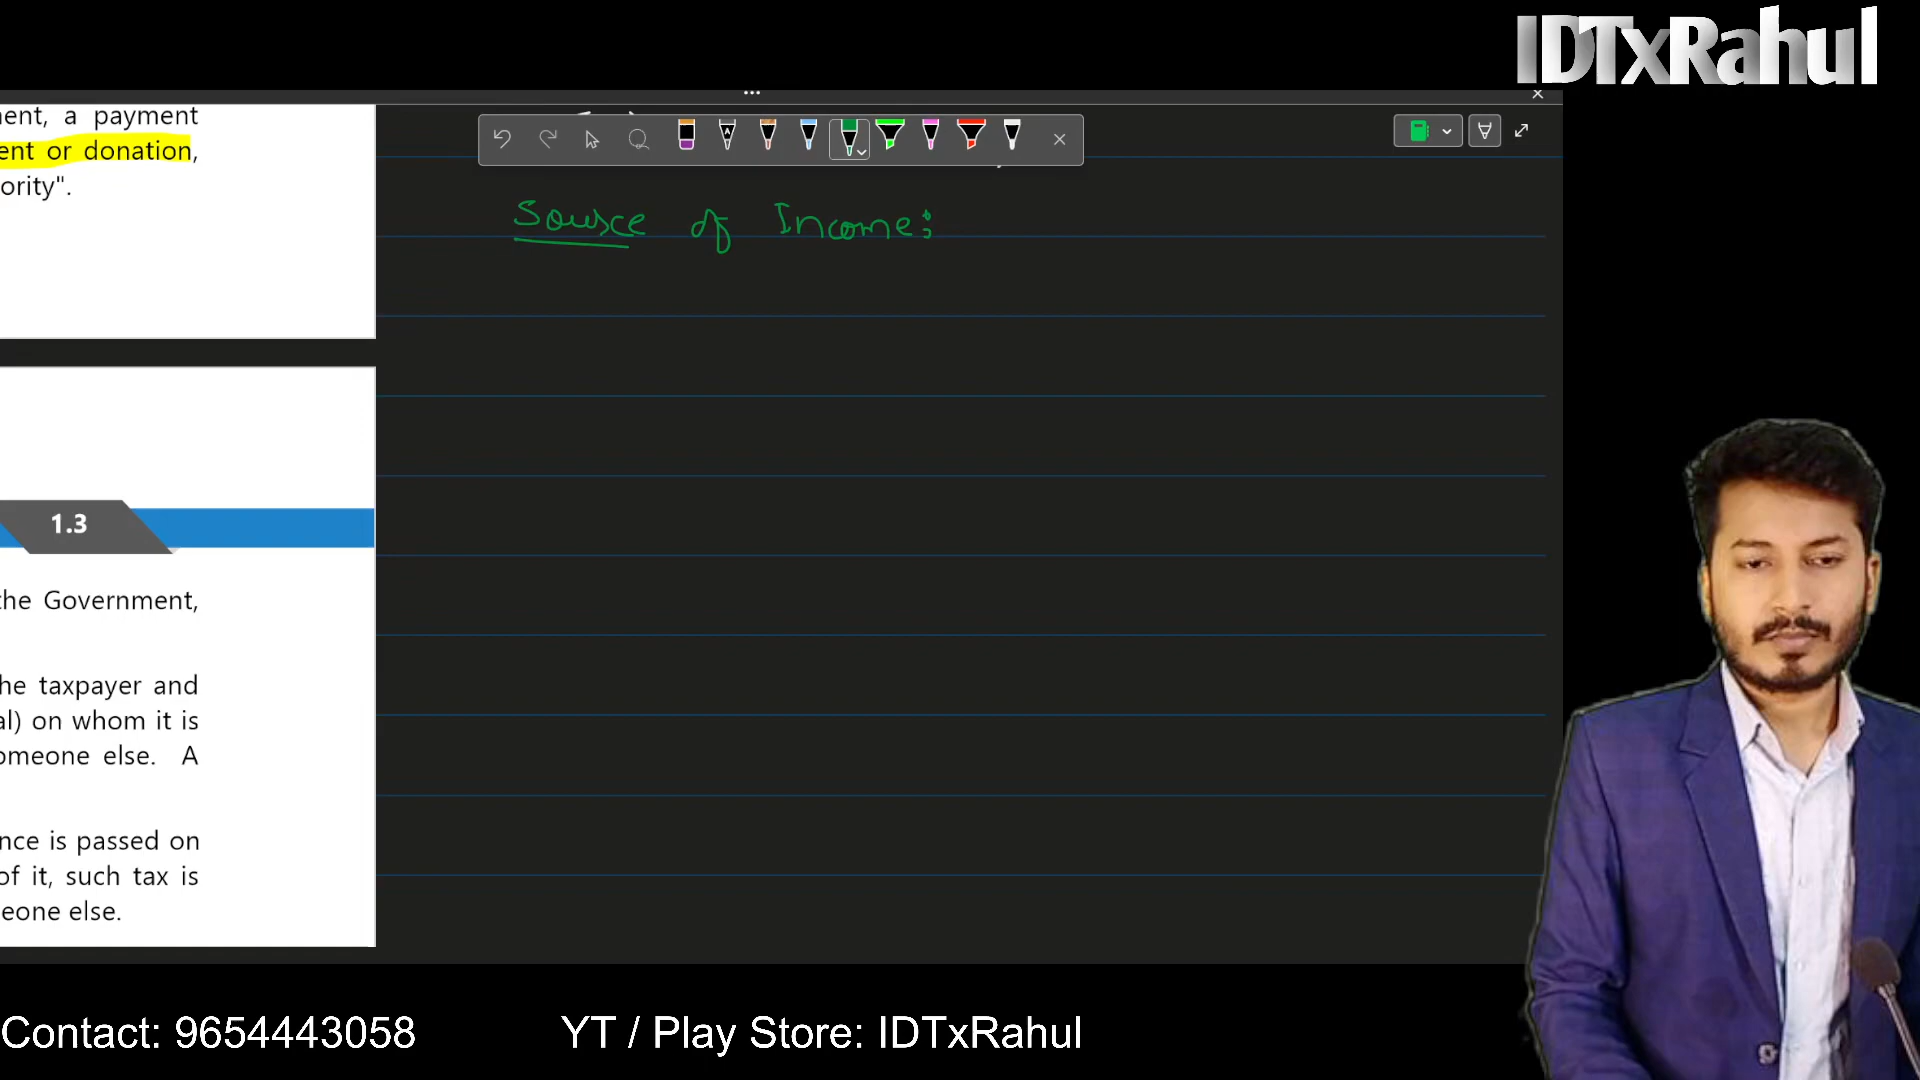 IDTxRahul
ent, a payment
ent or donation,
ority".
Source of Income:
1.3
the Government,
he taxpayer and
al) on whom it is
omeone else. A
nce is passed on
of it, such tax is
eone else.
Contact: 9654443058
YT / Play Store: IDTxRahul